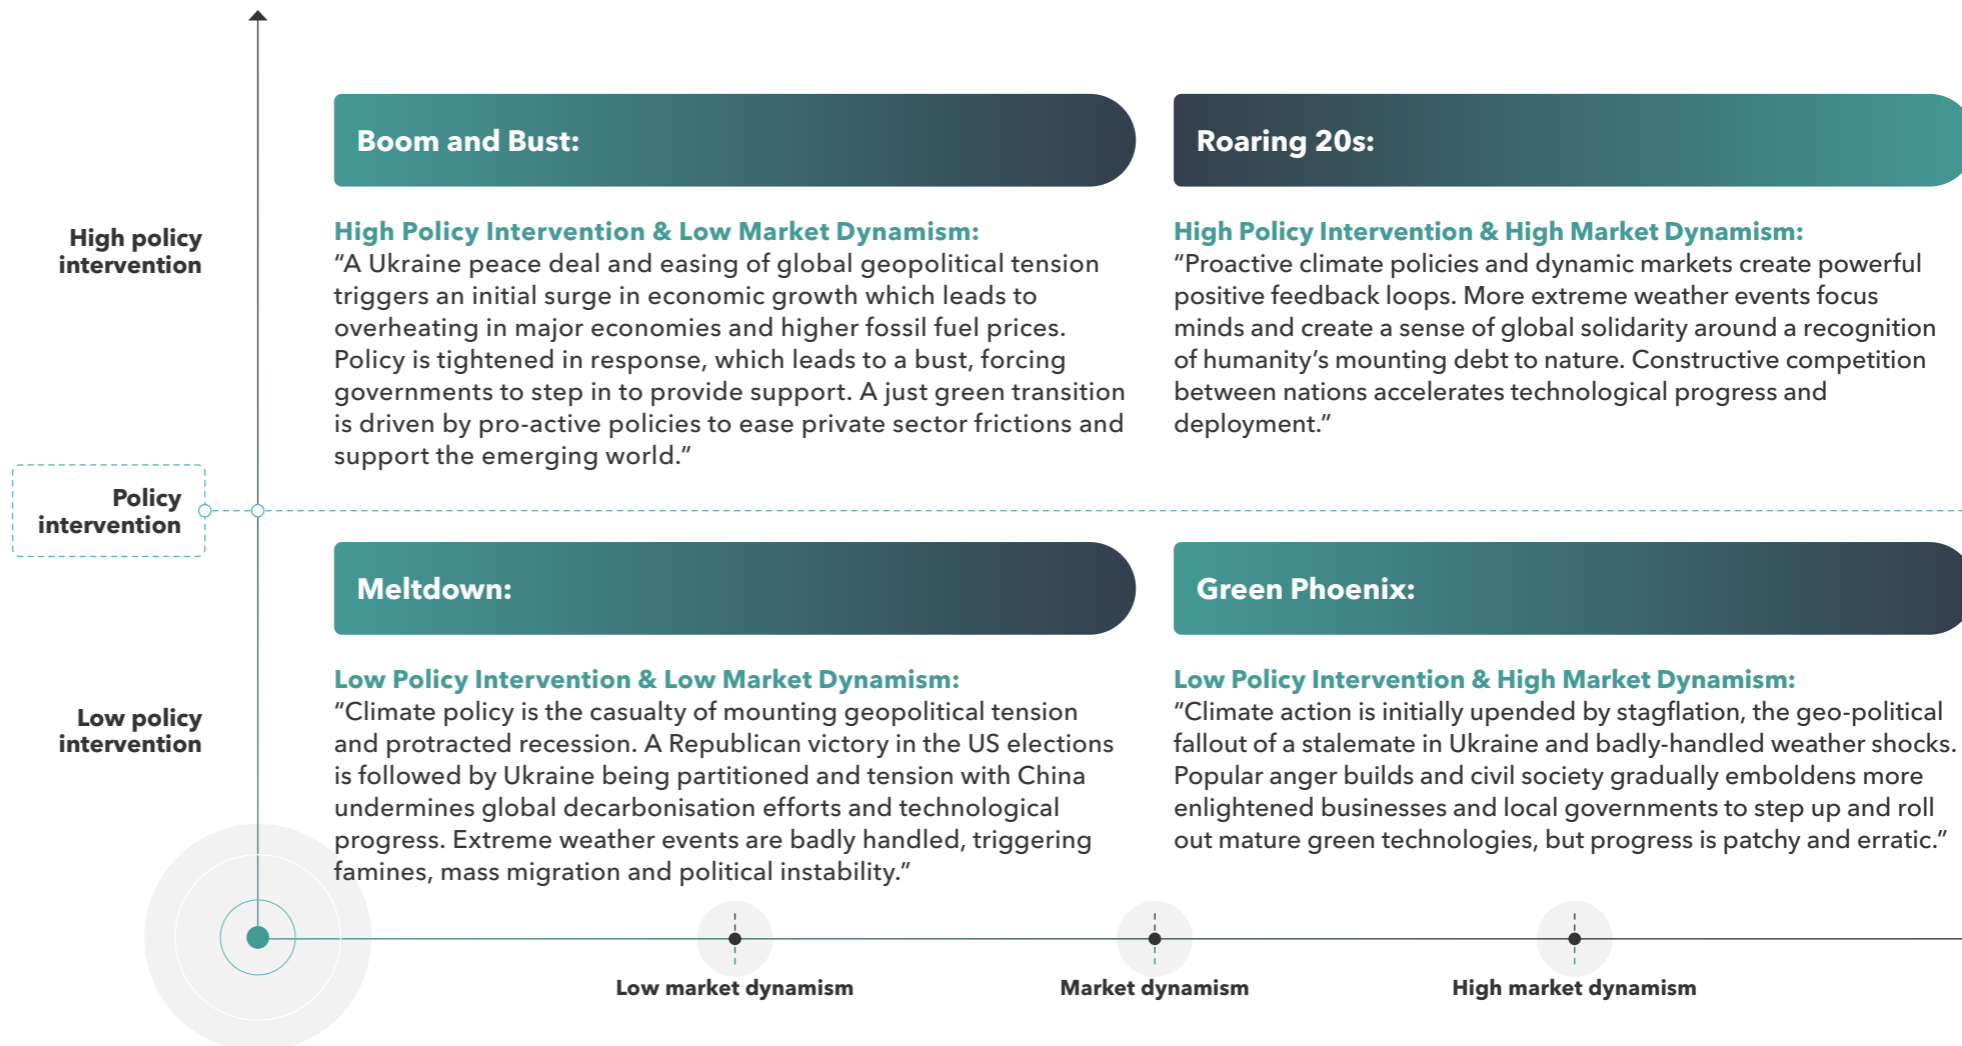 Boom and Bust:
High Policy Intervention & Low Market Dynamism:
“A Ukraine peace deal and easing of global geopolitical tension
triggers an initial surge in economic growth which leads to
overheating in major economies and higher fossil fuel prices.
Policy is tightened in response, which leads to a bust, forcing
governments to step in to provide support. A just green transition
is driven by pro-active policies to ease private sector frictions and
support the emerging world.”
Roaring 20s:
High Policy Intervention & High Market Dynamism:
“Proactive climate policies and dynamic markets create powerful
positive feedback loops. More extreme weather events focus
minds and create a sense of global solidarity around a recognition
of humanity’s mounting debt to nature. Constructive competition
between nations accelerates technological progress and
deployment.”
High policy
intervention
Policy
intervention
Low policy
intervention
Meltdown:
Low Policy Intervention & Low Market Dynamism:
“Climate policy is the casualty of mounting geopolitical tension
and protracted recession. A Republican victory in the US elections
is followed by Ukraine being partitioned and tension with China
undermines global decarbonisation efforts and technological
progress. Extreme weather events are badly handled, triggering
famines, mass migration and political instability.”
Green Phoenix:
Low Policy Intervention & High Market Dynamism:
“Climate action is initially upended by stagflation, the geo-political
fallout of a stalemate in Ukraine and badly-handled weather shocks.
Popular anger builds and civil society gradually emboldens more
enlightened businesses and local governments to step up and roll
out mature green technologies, but progress is patchy and erratic.”
Low market dynamism
Market dynamism
High market dynamism